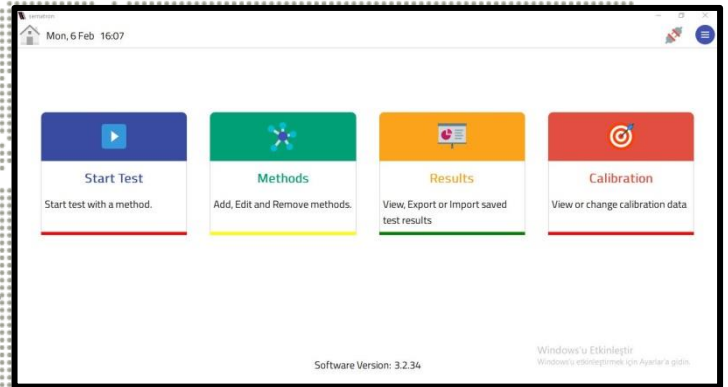 sematron
Mon, 6 Feb 16:07
Start Test
Start test with a method.
Methods
Add, Edit and Remove methods.
Results
View, Export or Import saved
test results
Calibration
View or change calibration data
Software Version: 3.2.34
Windows'u Etkinleştir
Windows'u etkinleştirmek için Ayarlar'a gidin.